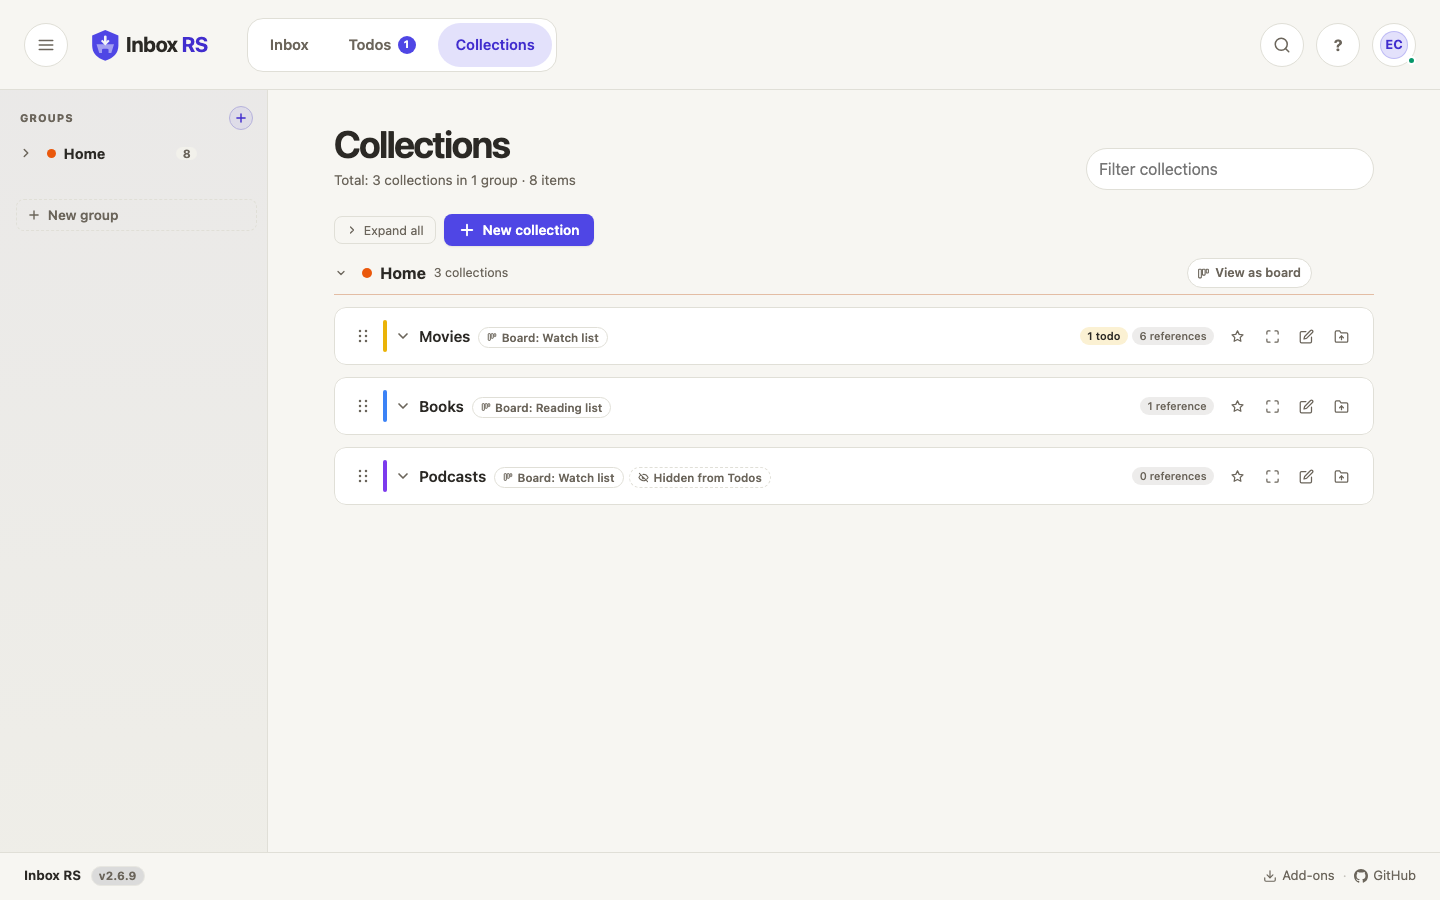 Inbox RS
Inbox
Todos 1
Collections
?
EC
GROUPS
Home 8
New group
Collections
Total: 3 collections in 1 group · 8 items
Filter collections
Expand all
New collection
Home 3 collections
View as board
Movies Board: Watch list 1 todo 6 references
Books Board: Reading list 1 reference
Podcasts Board: Watch list Hidden from Todos 0 references
Inbox RS v2.6.9
Add-ons · GitHub